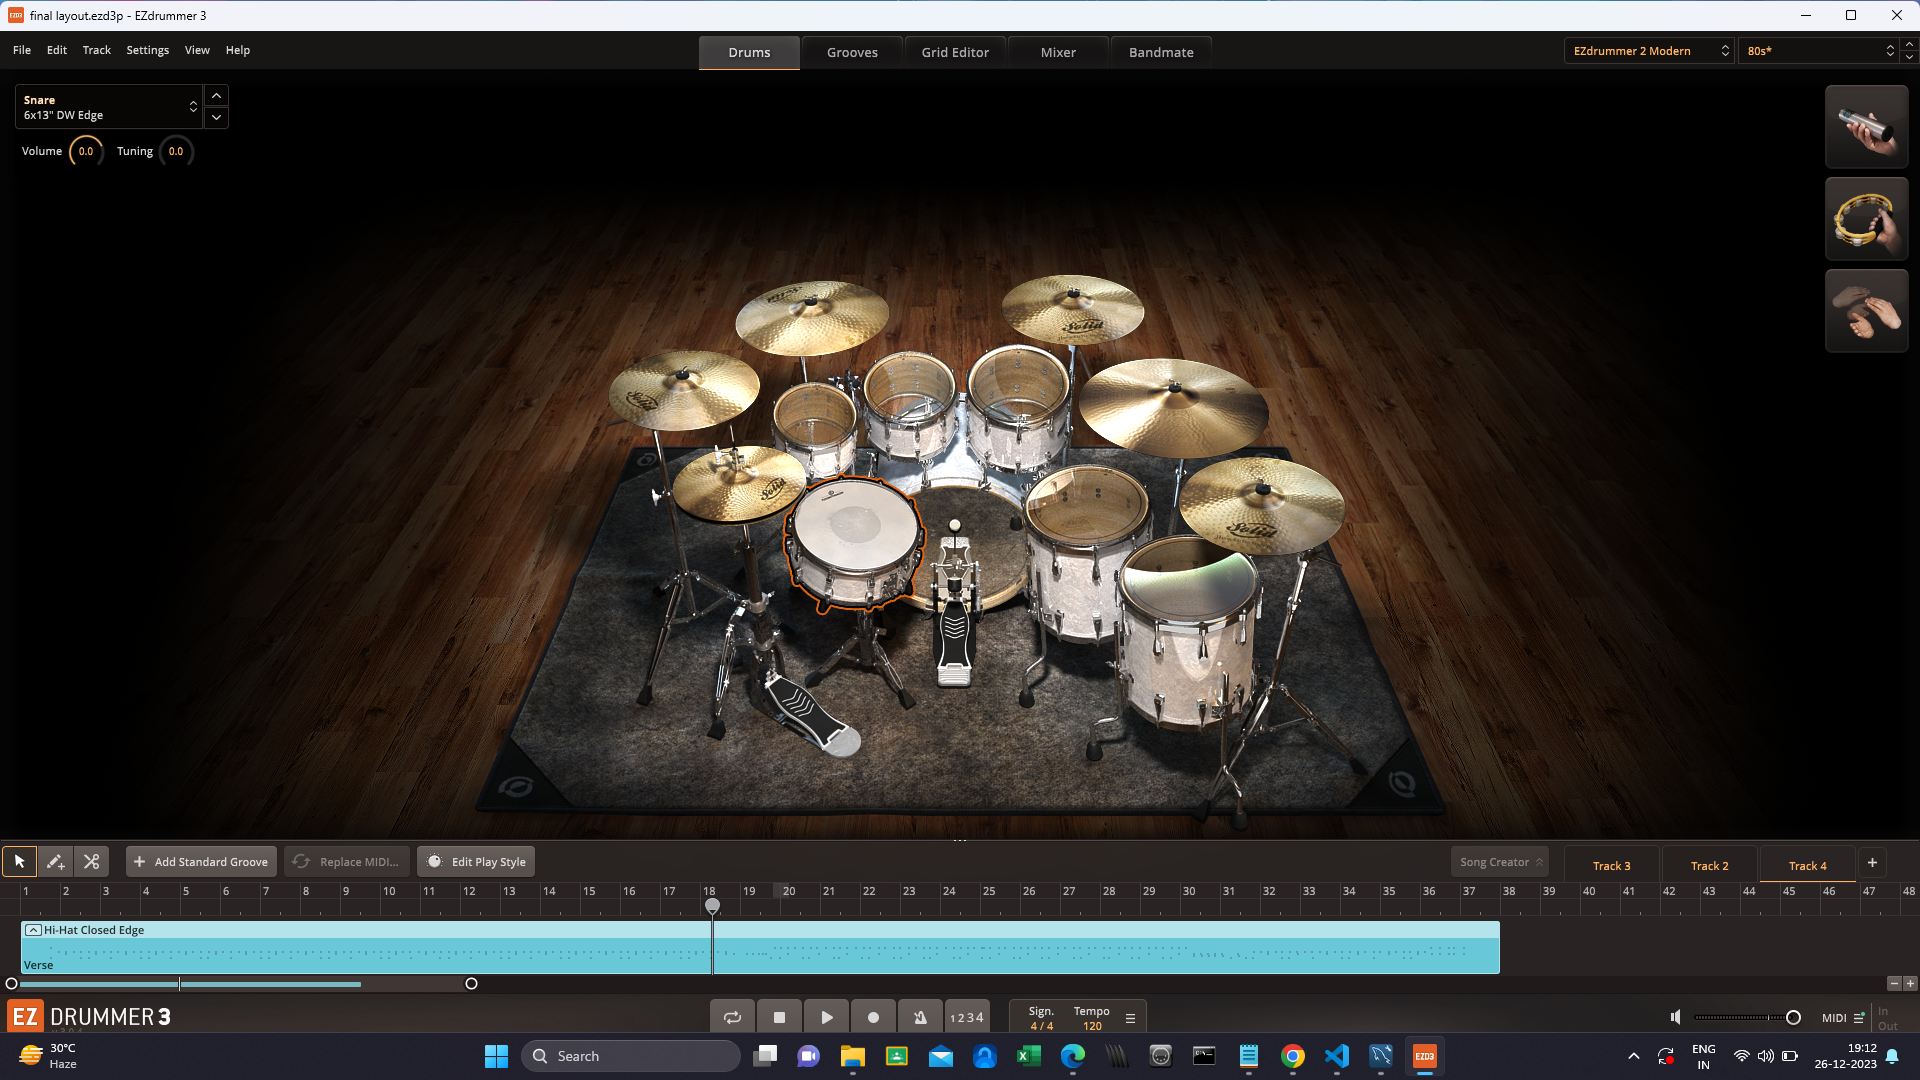 final layout.ezd3p - EZdrummer 3
File Edit Track Settings View Help
Drums Grooves Grid Editor Mixer Bandmate
EZdrummer 2 Modern 80s*
Snare
6x13" DW Edge
Volume 0.0 Tuning 0.0
Solid
Solid
Solid
Solid
Add Standard Groove Replace MIDI... Edit Play Style
Song Creator Track 3 Track 2 Track 4 +
1 2 3 4 5 6 7 8 9 10 11 12 13 14 15 16 17 18 19 20 21 22 23 24 25 26 27 28 29 30 31 32 33 34 35 36 37 38 39 40 41 42 43 44 45 46 47 48
Hi-Hat Closed Edge
Verse
EZ DRUMMER 3
1234
Sign. Tempo
4 / 4 120
MIDI In
Out
30°C
Haze
Search
EZD3
ENG
IN
19:12
26-12-2023